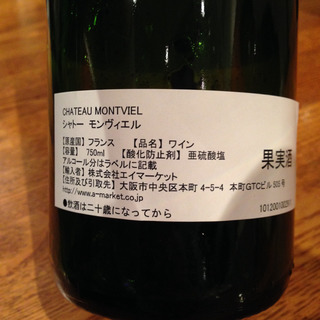 CHATEAU MONTVIEL
シャトー モンヴィエル
【原産国】フランス 【品名】ワイン
【容量】 750ml 【酸化防止剤】 亜硫酸塩
アルコール分はラベルに記載
【輸入者】株式会社エイマーケット
【住所及び引取先】大阪市中央区本町 4-5-4 本町GTCビル 505号
http://www.a-market.co.jp
●飲酒は二十歳になってから
果実酒